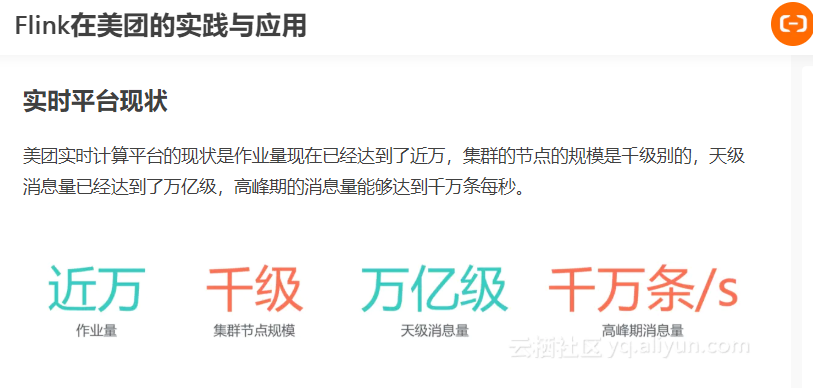 Flink在美团的实践与应用
实时平台现状
美团实时计算平台的现状是作业量现在已经达到了近万，集群的节点的规模是千级别的，天级
消息量已经达到了万亿级，高峰期的消息量能够达到千万条每秒。
近万 千级 万亿级 千万条/s
作业量 集群节点规模 天级消息量 高峰期消息量
云栖社区 yq.aliyun.com